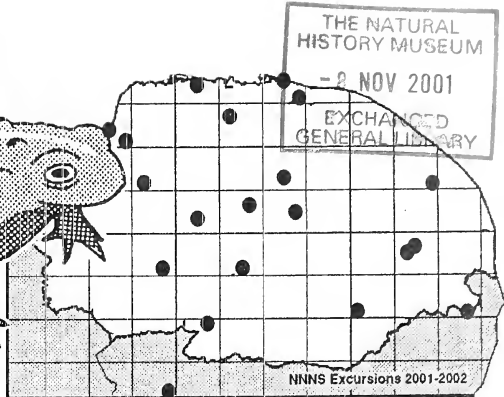 THE NATURAL
HISTORY MUSEUM
- 8 NOV 2001
EXCHANGED
GENERAL LIBRARY
NNNS Excursions 2001-2002